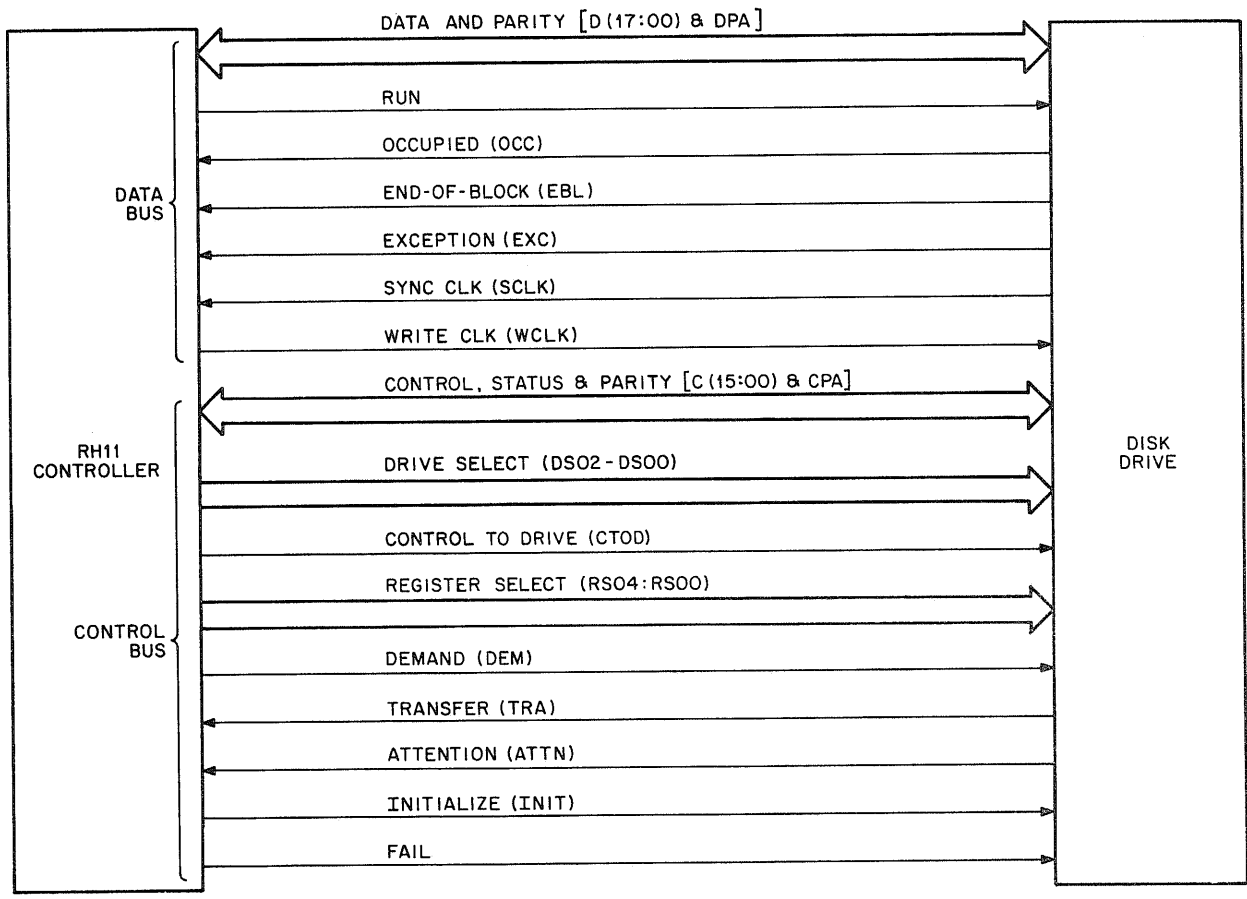 DATA AND PARITY [D(17:00) & DPA]
RUN
OCCUPIED (OCC)
END-OF-BLOCK (EBL)
EXCEPTION (EXC)
SYNC CLK (SCLK)
WRITE CLK (WCLK)
DATA
BUS
CONTROL, STATUS & PARITY [C(15:00) & CPA]
RH11
CONTROLLER
DRIVE SELECT (DS02-DS00)
CONTROL TO DRIVE (CTOD)
REGISTER SELECT (RS04:RS00)
DEMAND (DEM)
TRANSFER (TRA)
ATTENTION (ATTN)
INITIALIZE (INIT)
FAIL
CONTROL
BUS
DISK
DRIVE